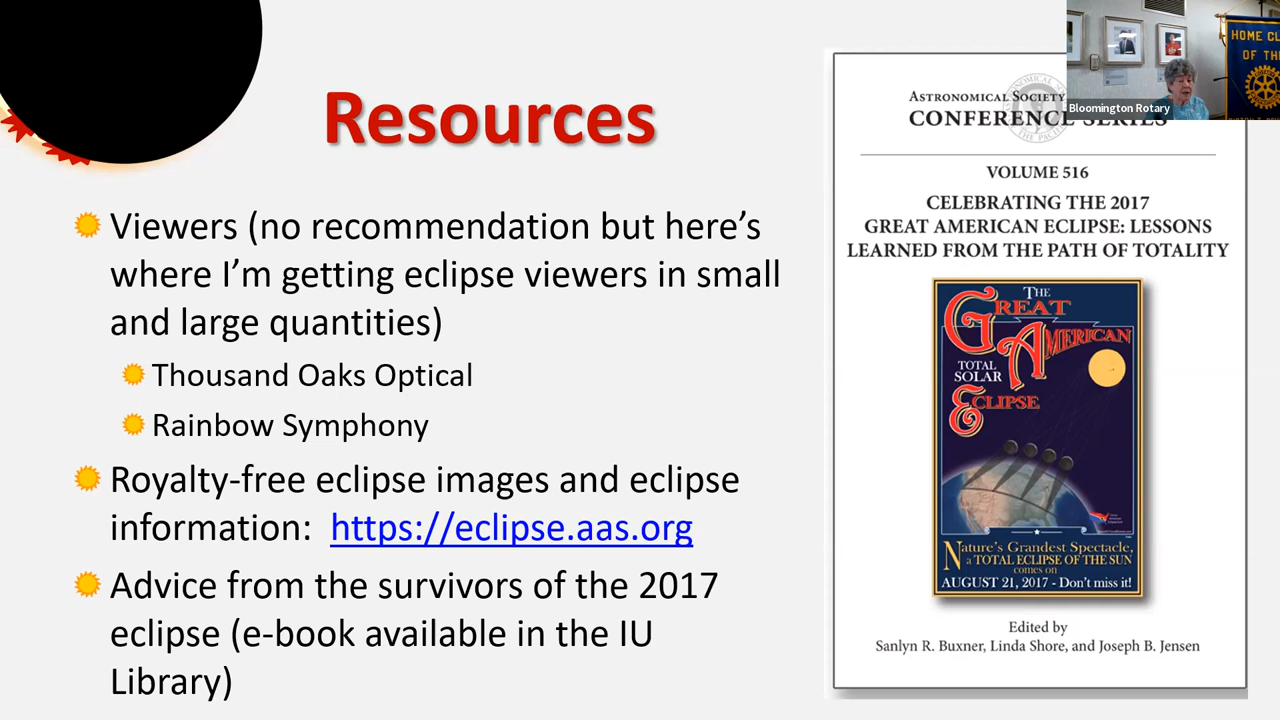 Resources
Viewers (no recommendation but here's
where I'm getting eclipse viewers in small
and large quantities)
Thousand Oaks Optical
Rainbow Symphony
Royalty-free eclipse images and eclipse
information: https://eclipse.aas.org
Advice from the survivors of the 2017
eclipse (e-book available in the IU
Library)
ASTRONOMICAL SOCIETY
CONFERENCE SERIES
VOLUME 516
CELEBRATING THE 2017
GREAT AMERICAN ECLIPSE: LESSONS
LEARNED FROM THE PATH OF TOTALITY
THE
GREAT
AMERICAN
TOTAL
SOLAR
ECLIPSE
Nature's Grandest Spectacle,
a TOTAL ECLIPSE OF THE SUN
comes on
AUGUST 21, 2017 - Don't miss it!
Edited by
Sanlyn R. Buxner, Linda Shore, and Joseph B. Jensen
Bloomington Rotary
HOME CL
OF TH